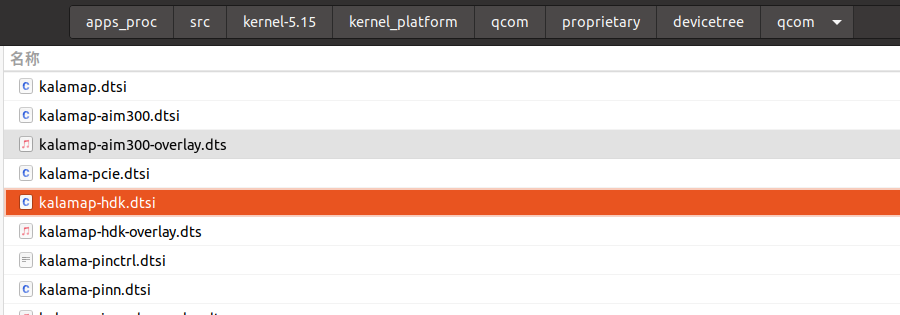 apps_proc src kernel-5.15 kernel_platform qcom proprietary devicetree qcom
名称
kalamap.dtsi
kalamap-aim300.dtsi
kalamap-aim300-overlay.dts
kalama-pcie.dtsi
kalamap-hdk.dtsi
kalamap-hdk-overlay.dts
kalama-pinctrl.dtsi
kalama-pinn.dtsi